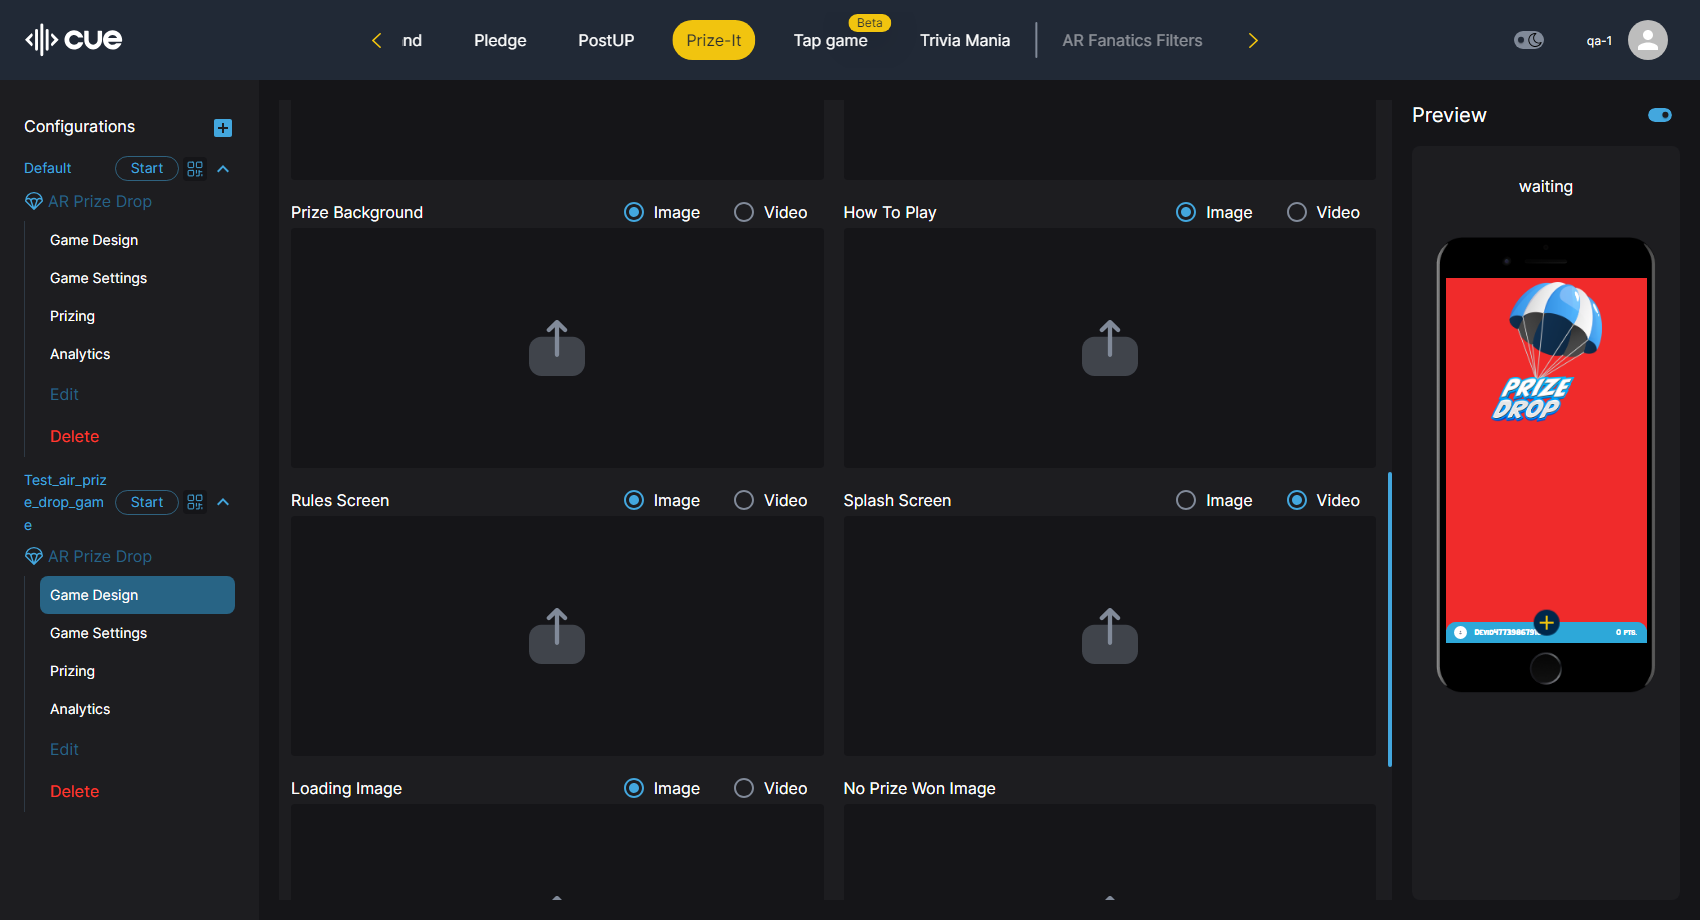 cue
nd
Pledge
PostUP
Prize-It
Tap game
Beta
Trivia Mania
AR Fanatics Filters
qa-1
Configurations
Default
Start
AR Prize Drop
Game Design
Game Settings
Prizing
Analytics
Edit
Delete
Test_air_priz
e_drop_gam
e
Start
AR Prize Drop
Game Design
Game Settings
Prizing
Analytics
Edit
Delete
Prize Background
Image
Video
How To Play
Image
Video
Rules Screen
Image
Video
Splash Screen
Image
Video
Loading Image
Image
Video
No Prize Won Image
Preview
waiting
PRIZE
DROP
0 PTS.